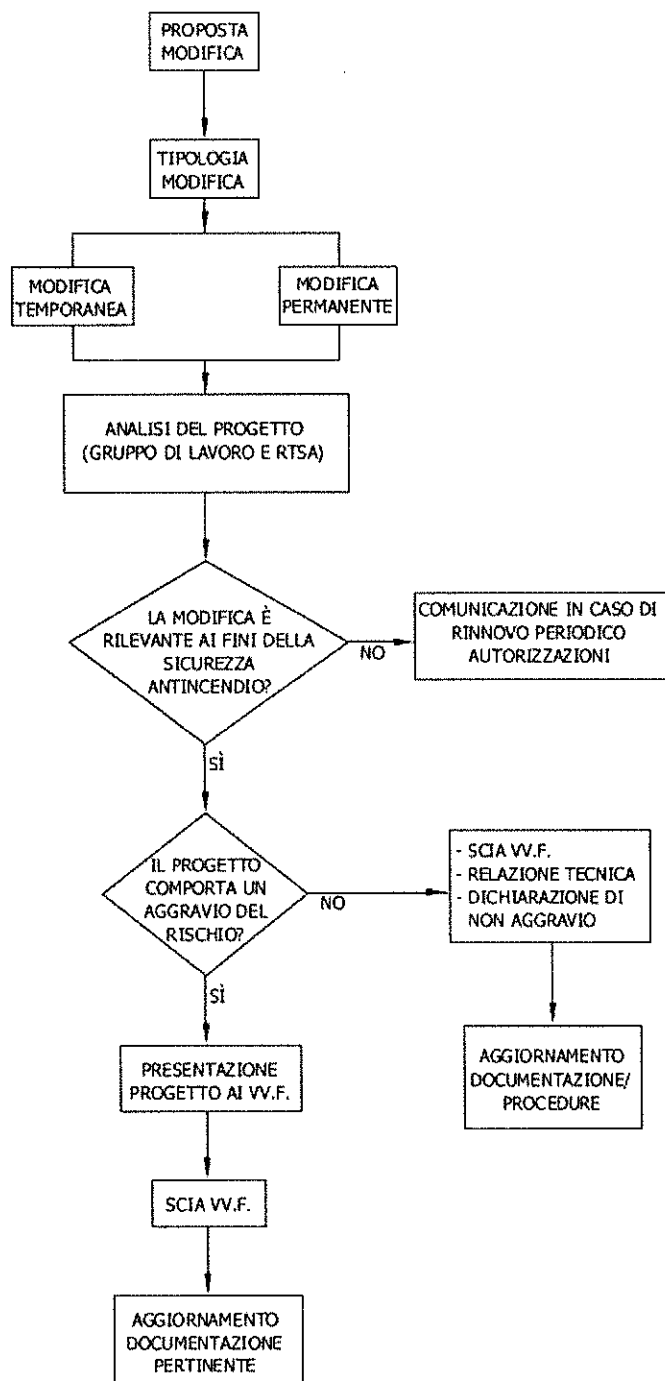 PROPOSTA
MODIFICA
TIPOLOGIA
MODIFICA
MODIFICA
TEMPORANEA
MODIFICA
PERMANENTE
ANALISI DEL PROGETTO
(GRUPPO DI LAVORO E RTSA)
LA MODIFICA È
RILEVANTE AI FINI DELLA
SICUREZZA
ANTINCENDIO?
NO
COMUNICAZIONE IN CASO DI
RINNOVO PERIODICO
AUTORIZZAZIONI
SÌ
IL PROGETTO
COMPORTA UN
AGGRAVIO DEL
RISCHIO?
NO
- SCIA VV.F.
- RELAZIONE TECNICA
- DICHIARAZIONE DI
NON AGGRAVIO
SÌ
AGGIORNAMENTO
DOCUMENTAZIONE/
PROCEDURE
PRESENTAZIONE
PROGETTO AI VV.F.
SCIA VV.F.
AGGIORNAMENTO
DOCUMENTAZIONE
PERTINENTE